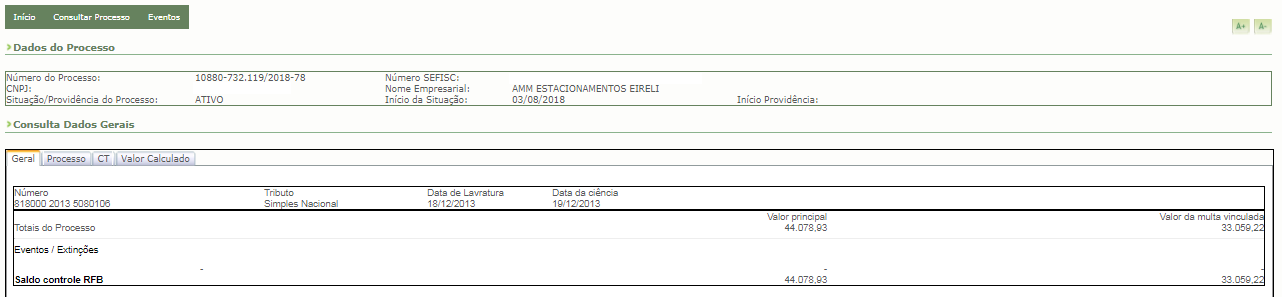 Início Consultar Processo Eventos
A+ A-
Dados do Processo
Número do Processo: 10880-732.119/2018-78 Número SEFISC:
CNPJ: Nome Empresarial: AMM ESTACIONAMENTOS EIRELI
Situação/Providência do Processo: ATIVO Início da Situação: 03/08/2018 Início Providência:
Consulta Dados Gerais
Geral Processo CT Valor Calculado
Número Tributo Data de Lavratura Data da ciência
818000 2013 5080106 Simples Nacional 18/12/2013 19/12/2013
Valor principal Valor da multa vinculada
Totais do Processo 44.078,93 33.059,22
Eventos / Extinções
- - -
Saldo controle RFB 44.078,93 33.059,22